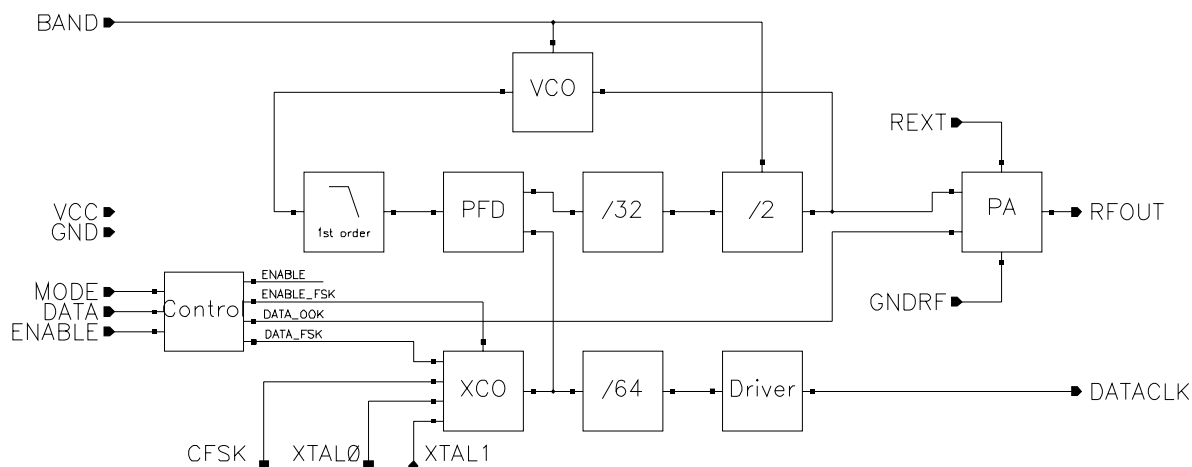 BAND
VCO
REXT
1st order
PFD
/32
/2
PA
RFOUT
VCC
GND
MODE
DATA
ENABLE
Control
ENABLE
ENABLE_FSK
DATA_OOK
DATA_FSK
GNDRF
XCO
/64
Driver
DATACLK
CFSK
XTALØ
XTAL1